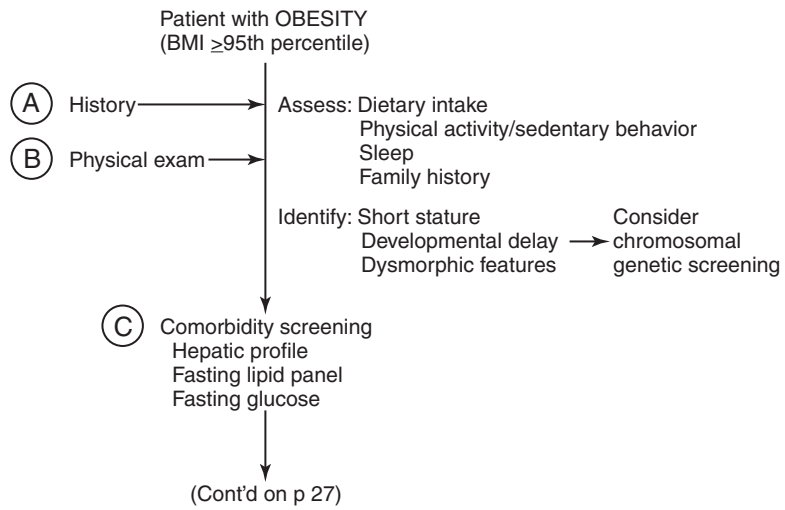 Patient with OBESITY
(BMI ≥95th percentile)
A History
Assess: Dietary intake
Physical activity/sedentary behavior
B Physical exam
Sleep
Family history
Identify: Short stature
Developmental delay
Dysmorphic features
Consider
chromosomal
genetic screening
C Comorbidity screening
Hepatic profile
Fasting lipid panel
Fasting glucose
(Cont'd on p 27)